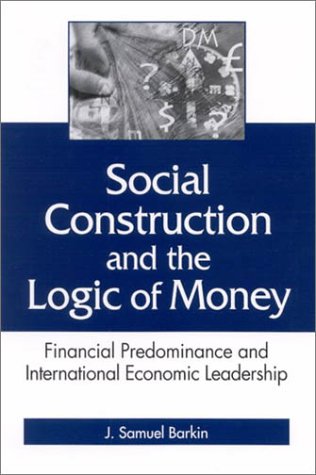 DM
£
?
$
?
Social
Construction
and the
Logic of Money
Financial Predominance and
International Economic Leadership
J. Samuel Barkin